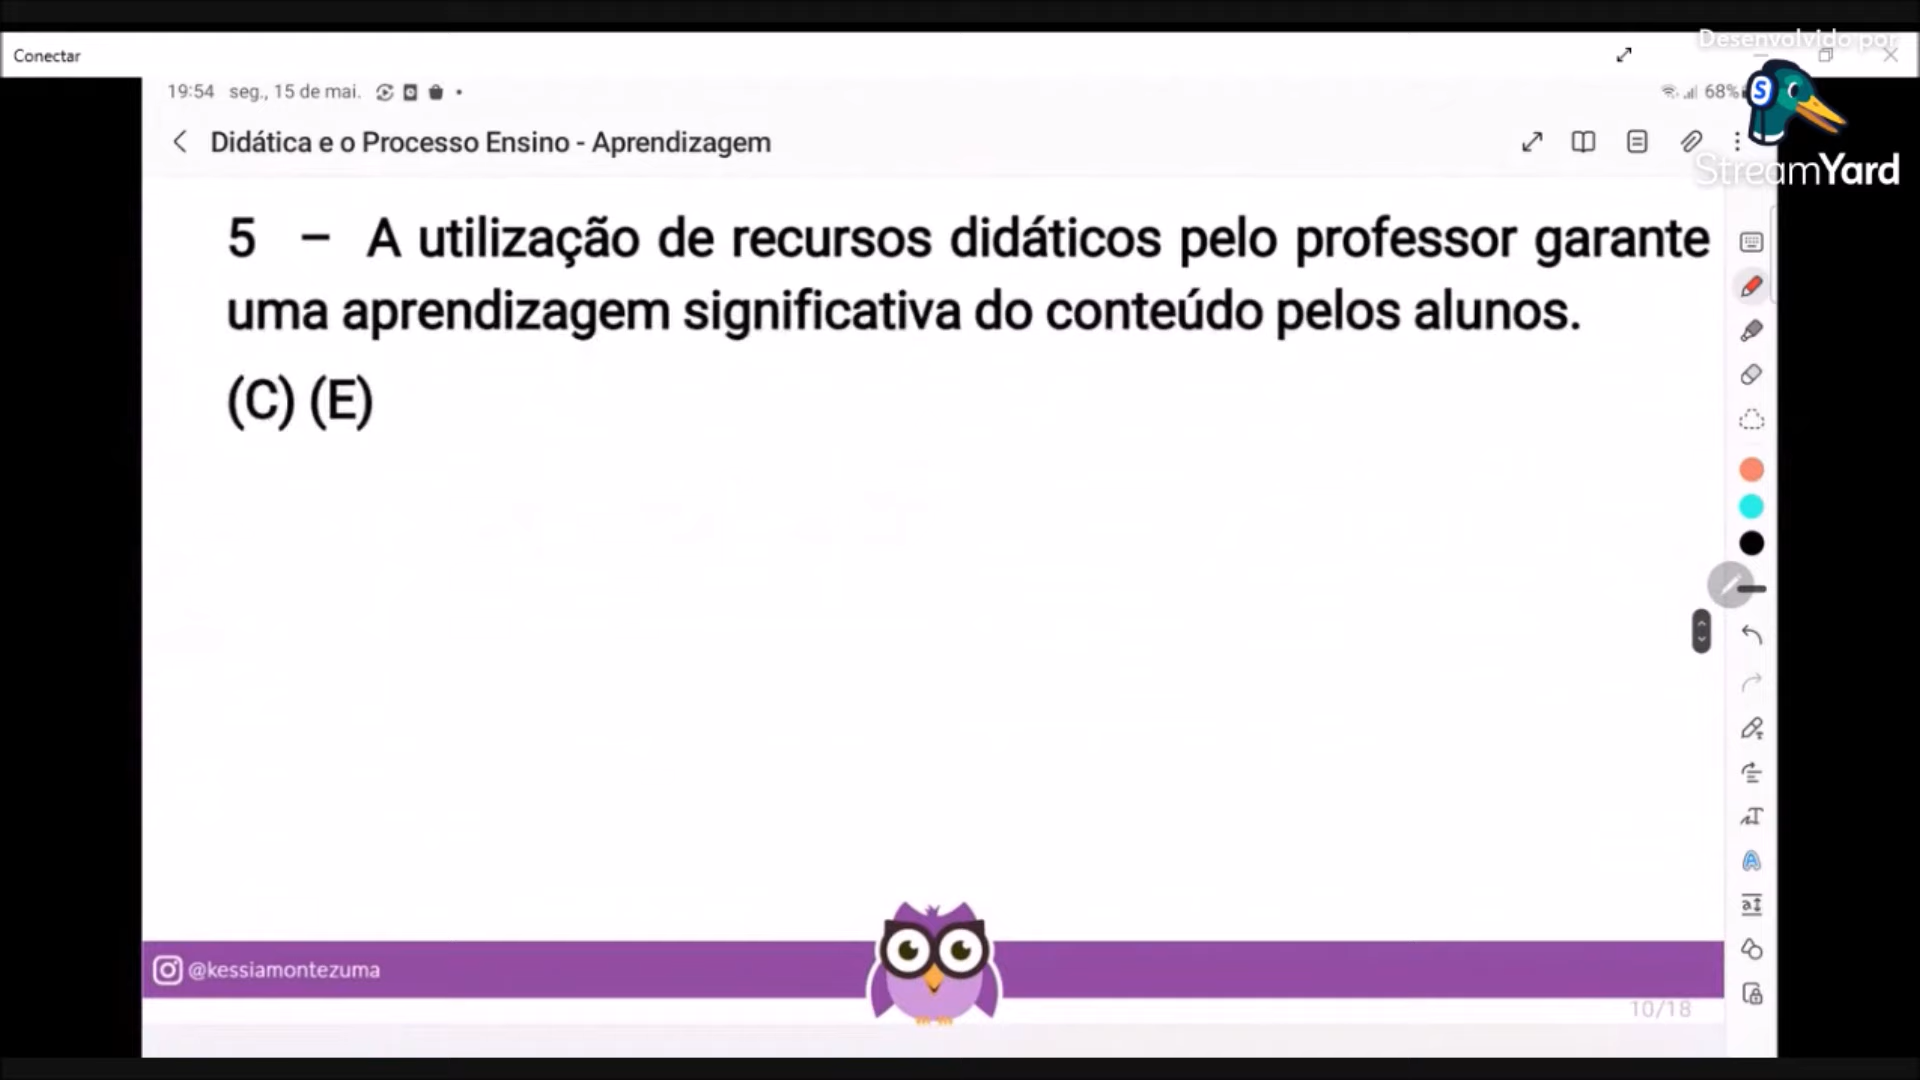 Desenvolvido por
Conectar
19:54 seg., 15 de mai.
68%
StreamYard
Didática e o Processo Ensino - Aprendizagem
5 – A utilização de recursos didáticos pelo professor garante
uma aprendizagem significativa do conteúdo pelos alunos.
(C) (E)
@kessiamontezuma
10/18